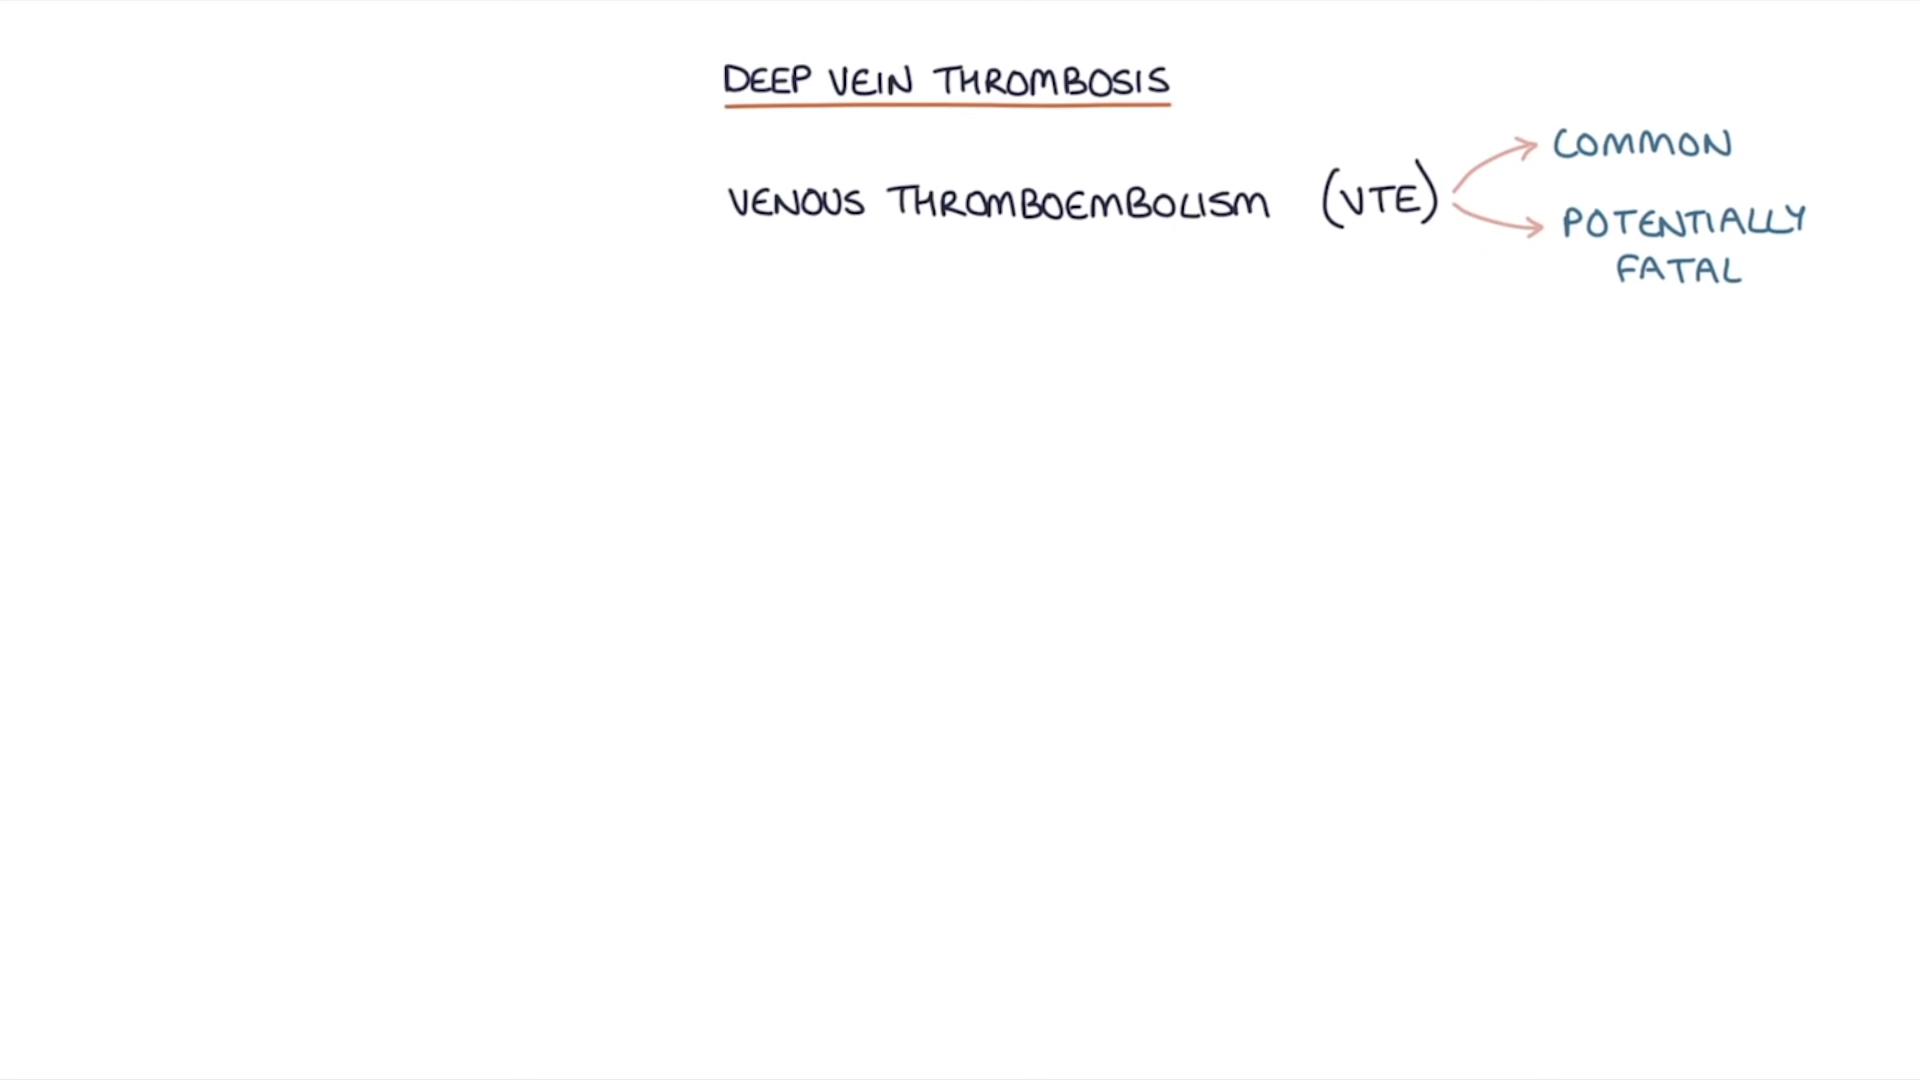 DEEP VEIN THROMBOSIS
COMMON
VENOUS THROMBOEMBOLISM (VTE)
POTENTIALLY
FATAL